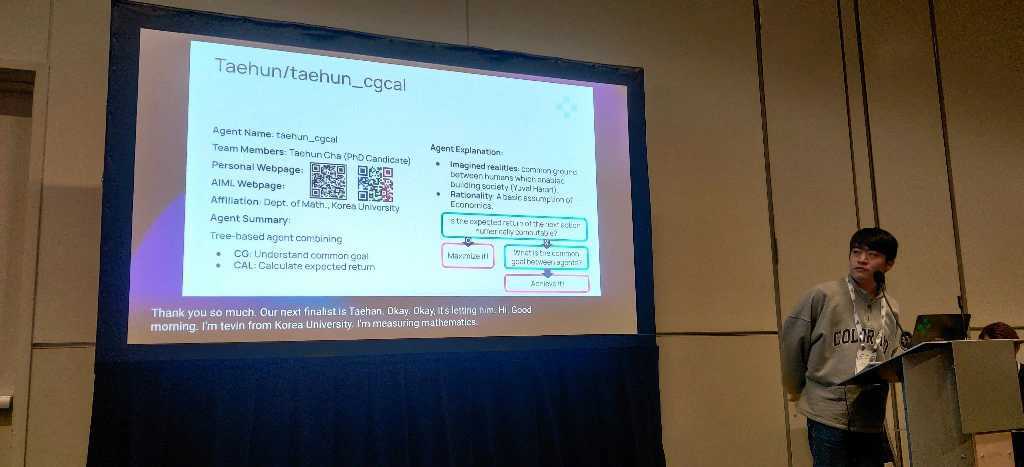 Taehun/taehun_cgcal
Agent Name: taehun_cgcal
Team Members: Taehun Cha (PhD Candidate)
Personal Webpage:
AIML Webpage:
Affiliation: Dept. of Math., Korea University
Agent Summary:
Tree-based agent combining
CG: Understand common goal
CAL: Calculate expected return
Agent Explanation:
Imagined realities: common ground
between humans which enabled
building society (Yuval Harari).
Rationality: A basic assumption of
Economics.
Is the expected return of the next action
numerically computable?
Maximize it!
What is the common
goal between agents?
Achieve it!
Thank you so much. Our next finalist is Taehan. Okay. Okay, it's letting him. Hi. Good
morning. I'm tevin from Korea University. I'm measuring mathematics.